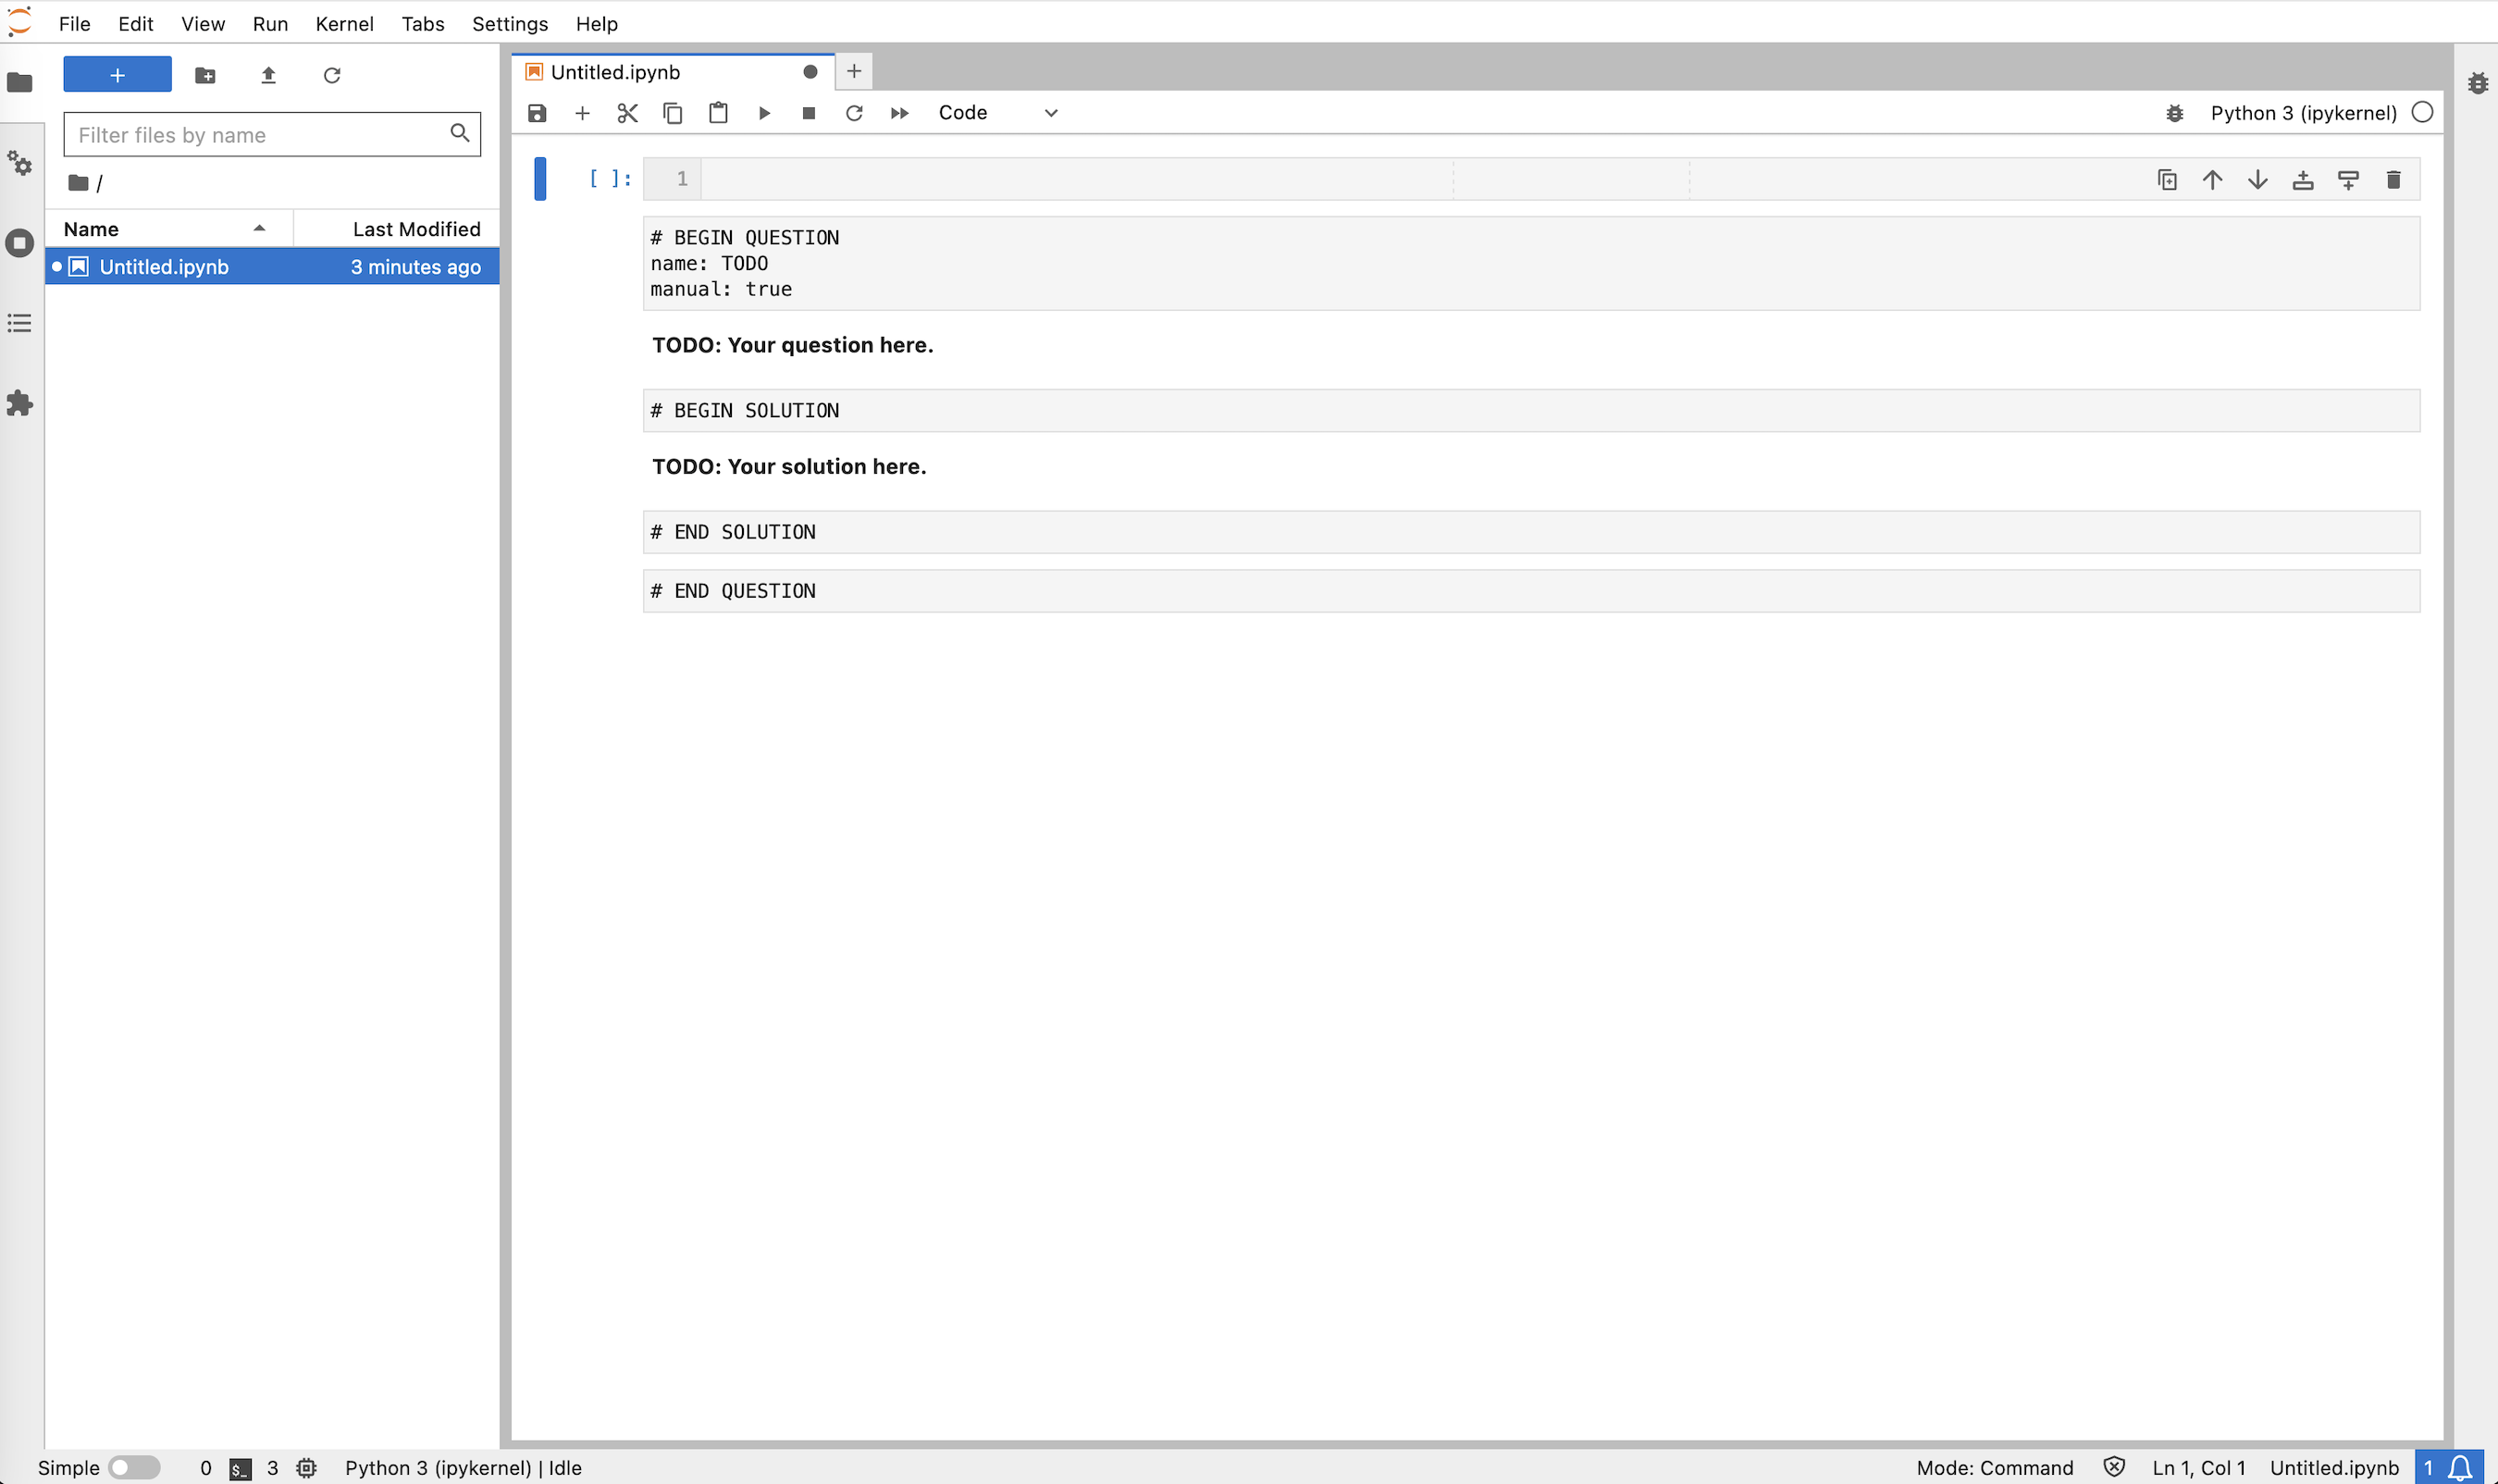 File Edit View Run Kernel Tabs Settings Help
+
Filter files by name
/
Name Last Modified
Untitled.ipynb 3 minutes ago
Untitled.ipynb +
+ Code Python 3 (ipykernel)
[ ]: 1
# BEGIN QUESTION
name: TODO
manual: true
TODO: Your question here.
# BEGIN SOLUTION
TODO: Your solution here.
# END SOLUTION
# END QUESTION
Simple 0 $_ 3 Python 3 (ipykernel) | Idle Mode: Command Ln 1, Col 1 Untitled.ipynb 1